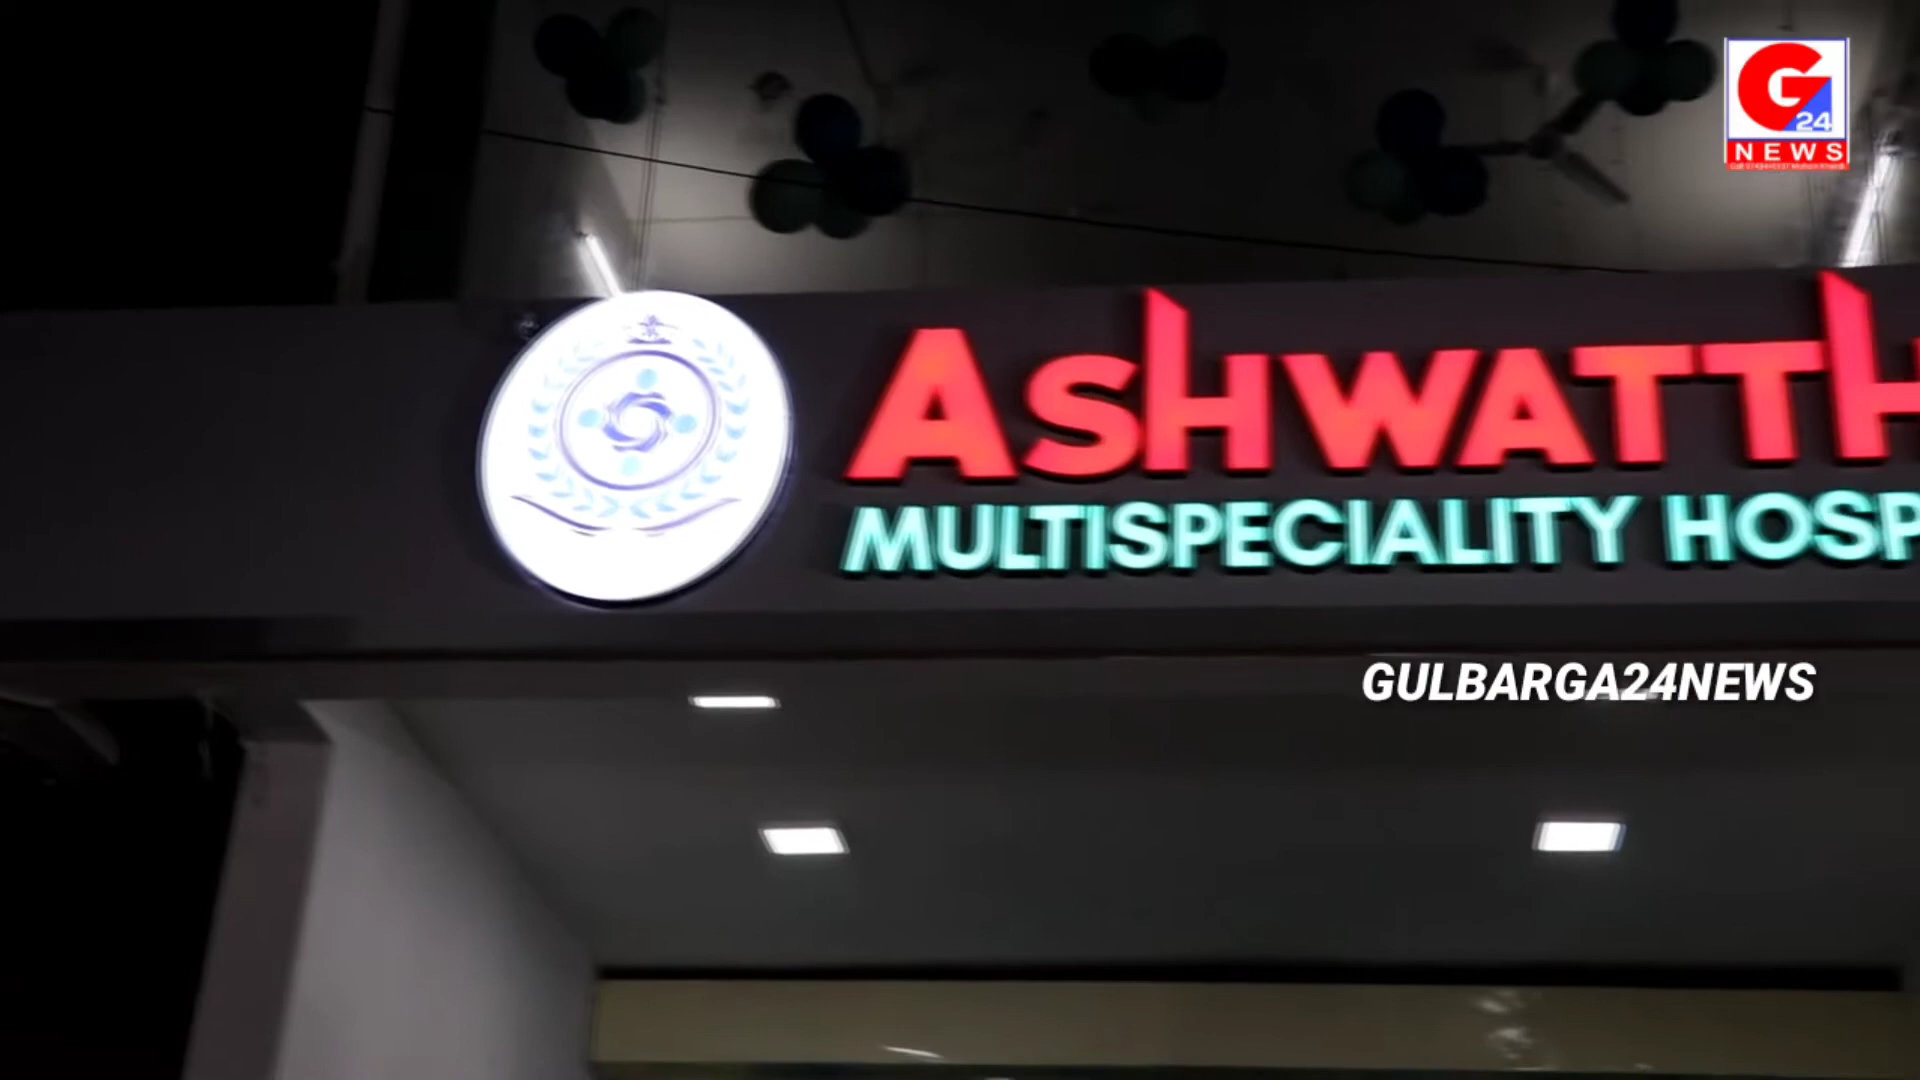 G
24
NEWS
ASHWATTH
MULTISPECIALITY HOSP
GULBARGA24NEWS